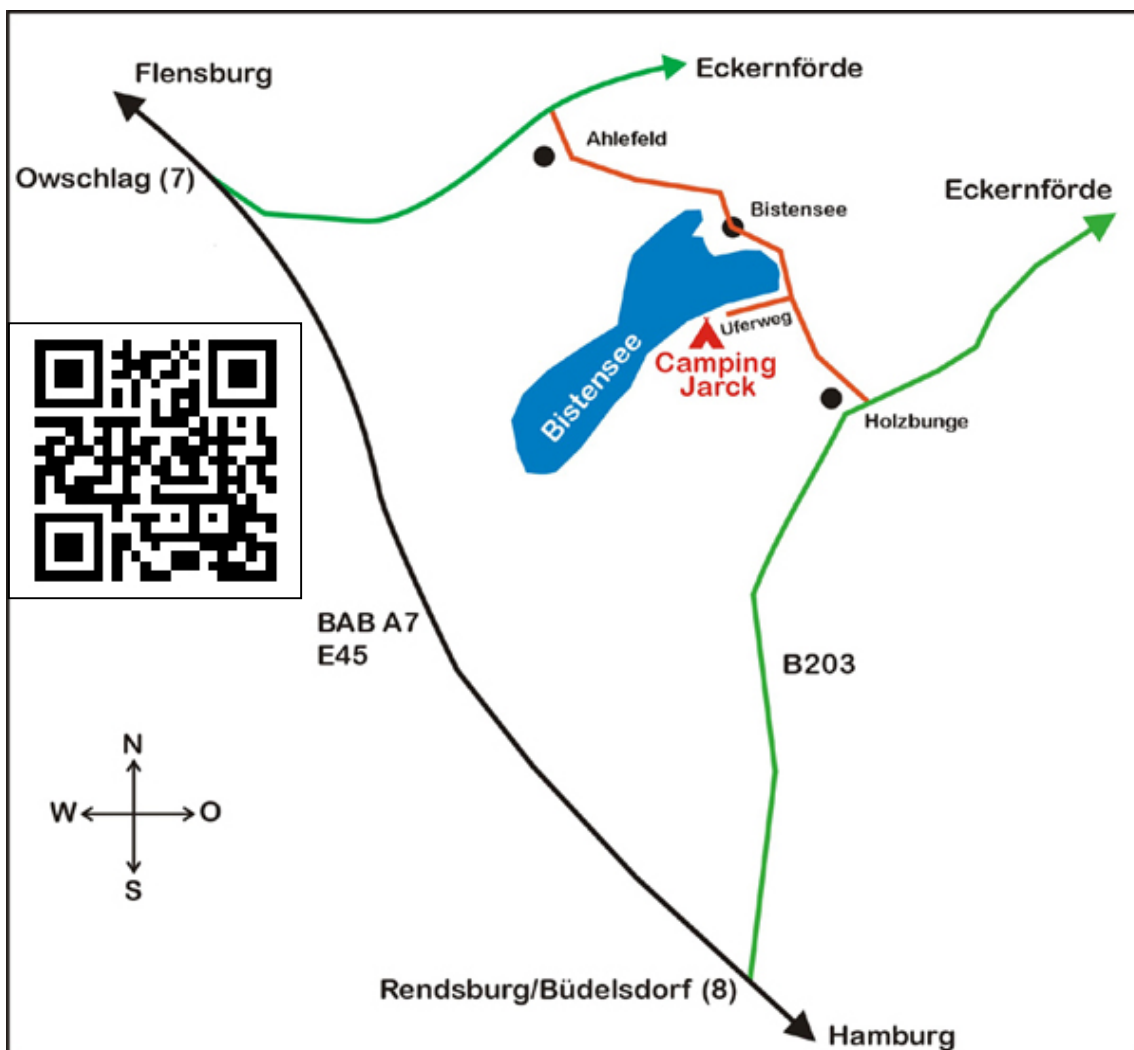 Flensburg
Eckernförde
Ahlefeld
Owschlag (7)
Eckernförde
Bistensee
Uferweg
Bistensee
Camping
Jarck
Holzbunge
BAB A7
E45
B203
N
W
O
S
Rendsburg/Büdelsdorf (8)
Hamburg